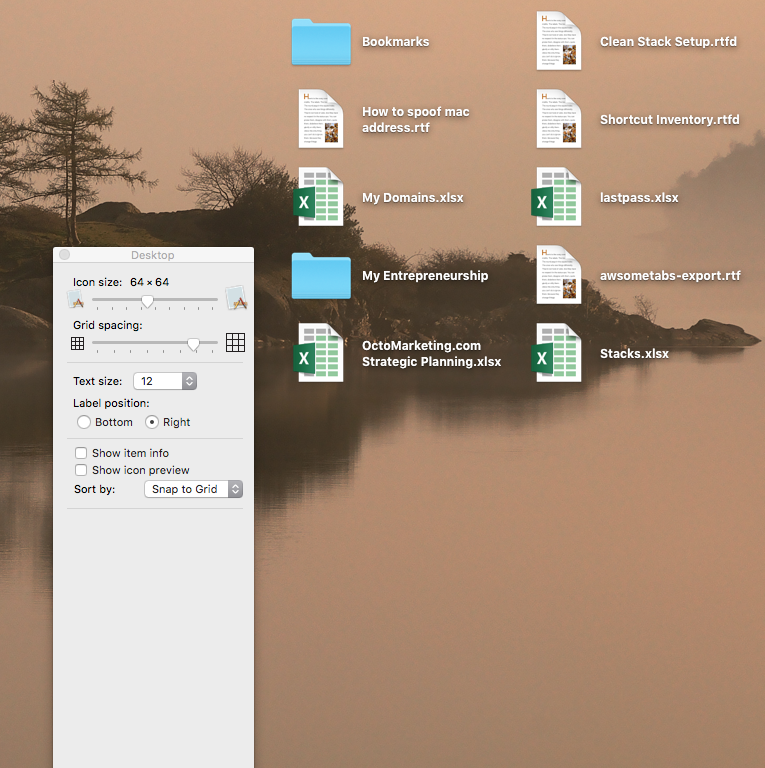 Bookmarks
Clean Stack Setup.rtfd
How to spoof mac
address.rtf
Shortcut Inventory.rtfd
My Domains.xlsx
lastpass.xlsx
My Entrepreneurship
awsometabs-export.rtf
OctoMarketing.com
Strategic Planning.xlsx
Stacks.xlsx
Desktop
Icon size: 64 × 64
Grid spacing:
Text size: 12
Label position:
Bottom Right
Show item info
Show icon preview
Sort by: Snap to Grid